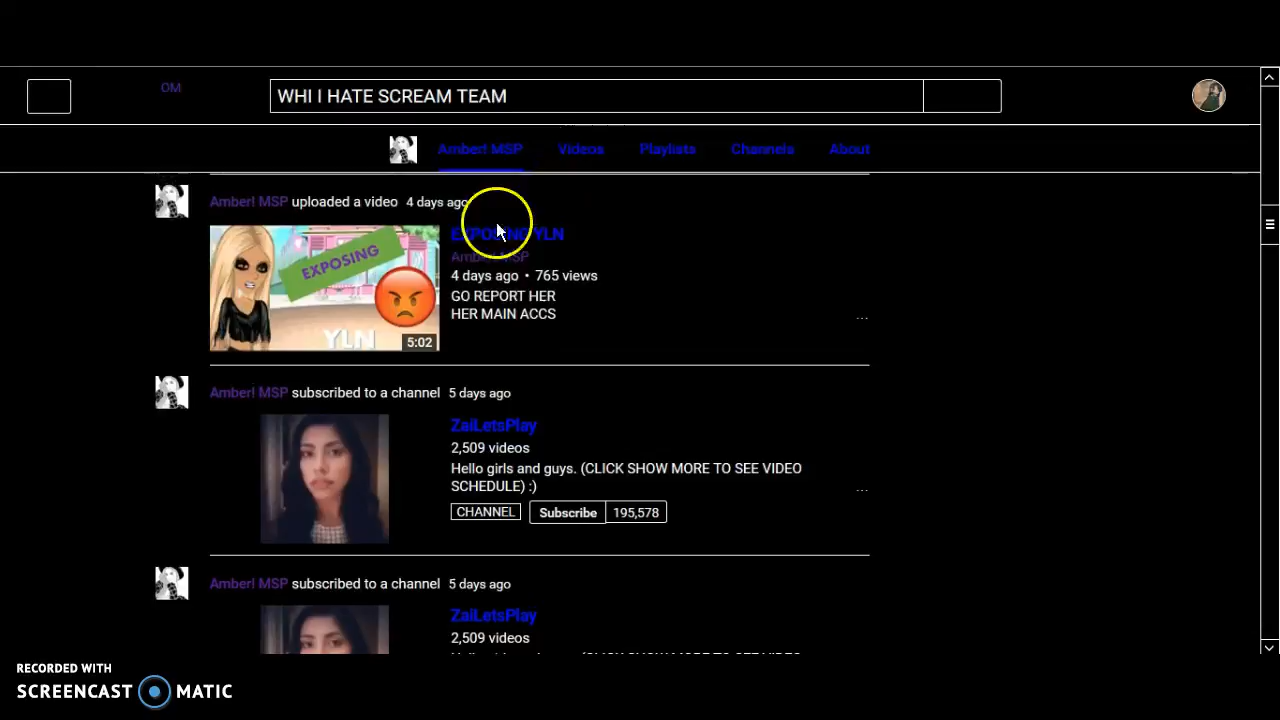 OM
WHI I HATE SCREAM TEAM
Amber! MSP Videos Playlists Channels About
Amber! MSP uploaded a video 4 days ago
EXPOSING
YLN
5:02
EXPOSING YLN
Amber! MSP
4 days ago • 765 views
GO REPORT HER
HER MAIN ACCS
...
Amber! MSP subscribed to a channel 5 days ago
ZaiLetsPlay
2,509 videos
Hello girls and guys. (CLICK SHOW MORE TO SEE VIDEO
SCHEDULE) :)
...
CHANNEL Subscribe 195,578
Amber! MSP subscribed to a channel 5 days ago
ZaiLetsPlay
2,509 videos
RECORDED WITH
SCREENCAST MATIC